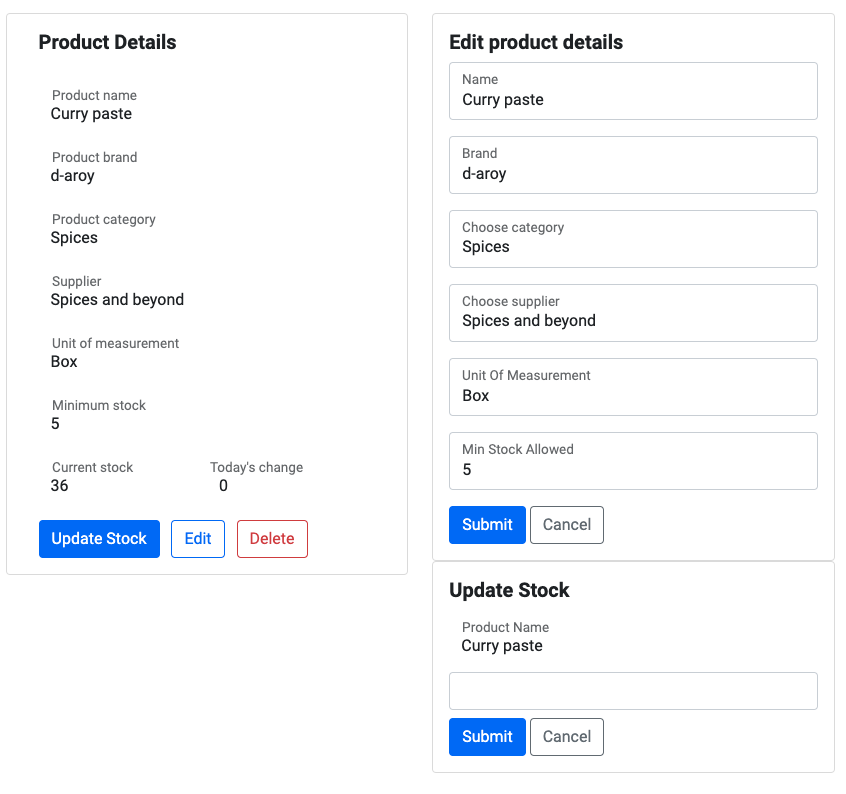 Product Details
Product name
Curry paste
Product brand
d-aroy
Product category
Spices
Supplier
Spices and beyond
Unit of measurement
Box
Minimum stock
5
Current stock Today's change
36 0
Update Stock Edit Delete
Edit product details
Name
Curry paste
Brand
d-aroy
Choose category
Spices
Choose supplier
Spices and beyond
Unit Of Measurement
Box
Min Stock Allowed
5
Submit Cancel
Update Stock
Product Name
Curry paste
Submit Cancel